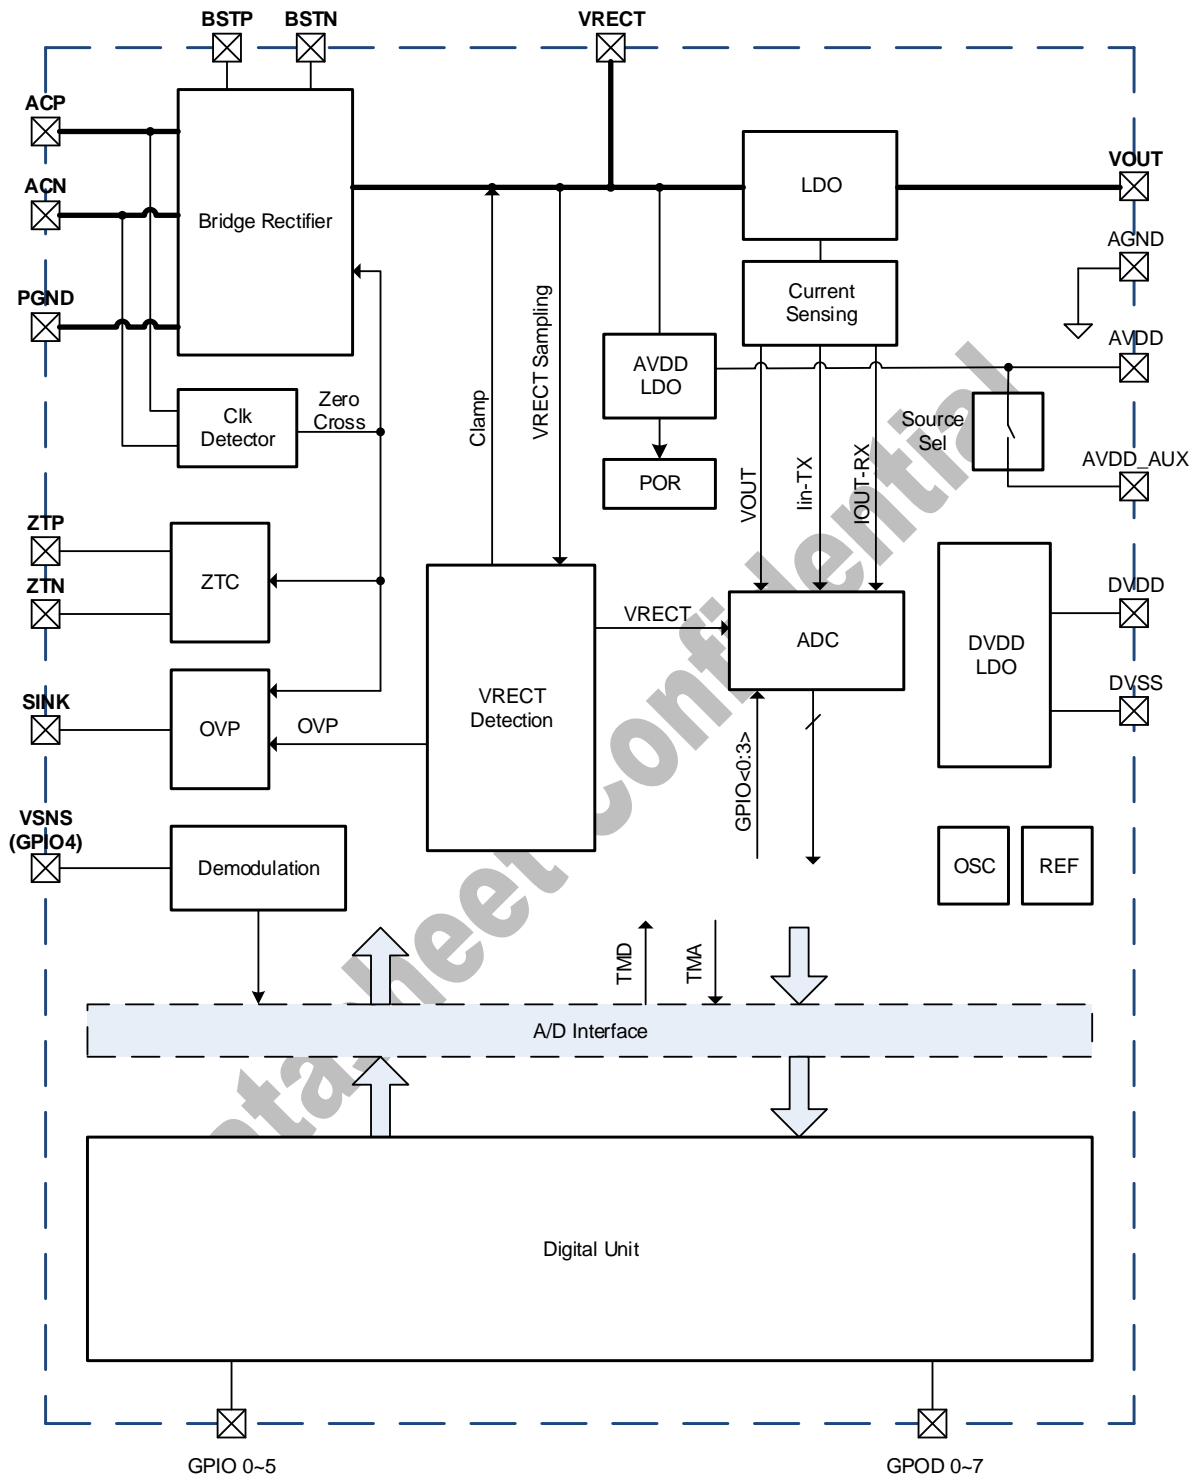 BSTP
BSTN
VRECT
ACP
ACN
PGND
Bridge Rectifier
LDO
VOUT
AGND
Current
Sensing
AVDD
AVDD
LDO
Clk
Detector
Zero
Cross
Clamp
VRECT Sampling
POR
VOUT
Iin-TX
IOUT-RX
Source
Sel
AVDD_AUX
ZTP
ZTN
ZTC
VRECT
ADC
DVDD
LDO
DVDD
DVSS
SINK
OVP
OVP
VRECT
Detection
GPIO<0:3>
VSNS
(GPIO4)
Demodulation
OSC
REF
TMD
TMA
A/D Interface
Digital Unit
GPIO 0~5
GPOD 0~7
atasheet Confidential